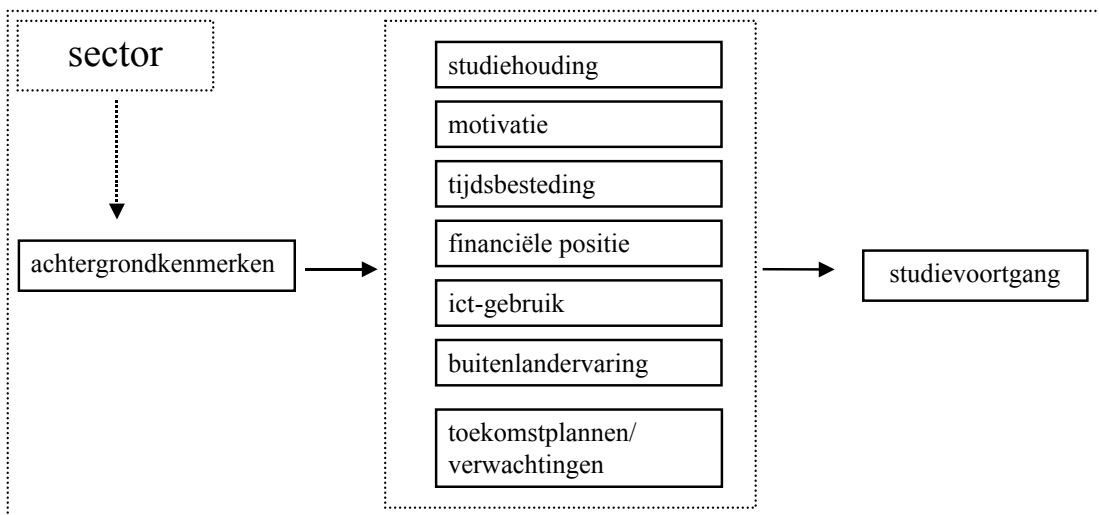 sector
achtergrondkenmerken
studiehouding
motivatie
tijdsbesteding
financiële positie
ict-gebruik
buitenlandervaring
toekomstplannen/
verwachtingen
studievoortgang